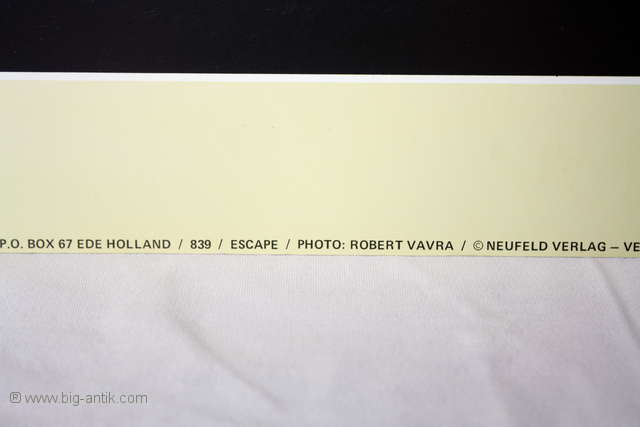 P.O. BOX 67 EDE HOLLAND / 839 / ESCAPE / PHOTO: ROBERT VAVRA / © NEUFELD VERLAG – VE
® www.big-antik.com